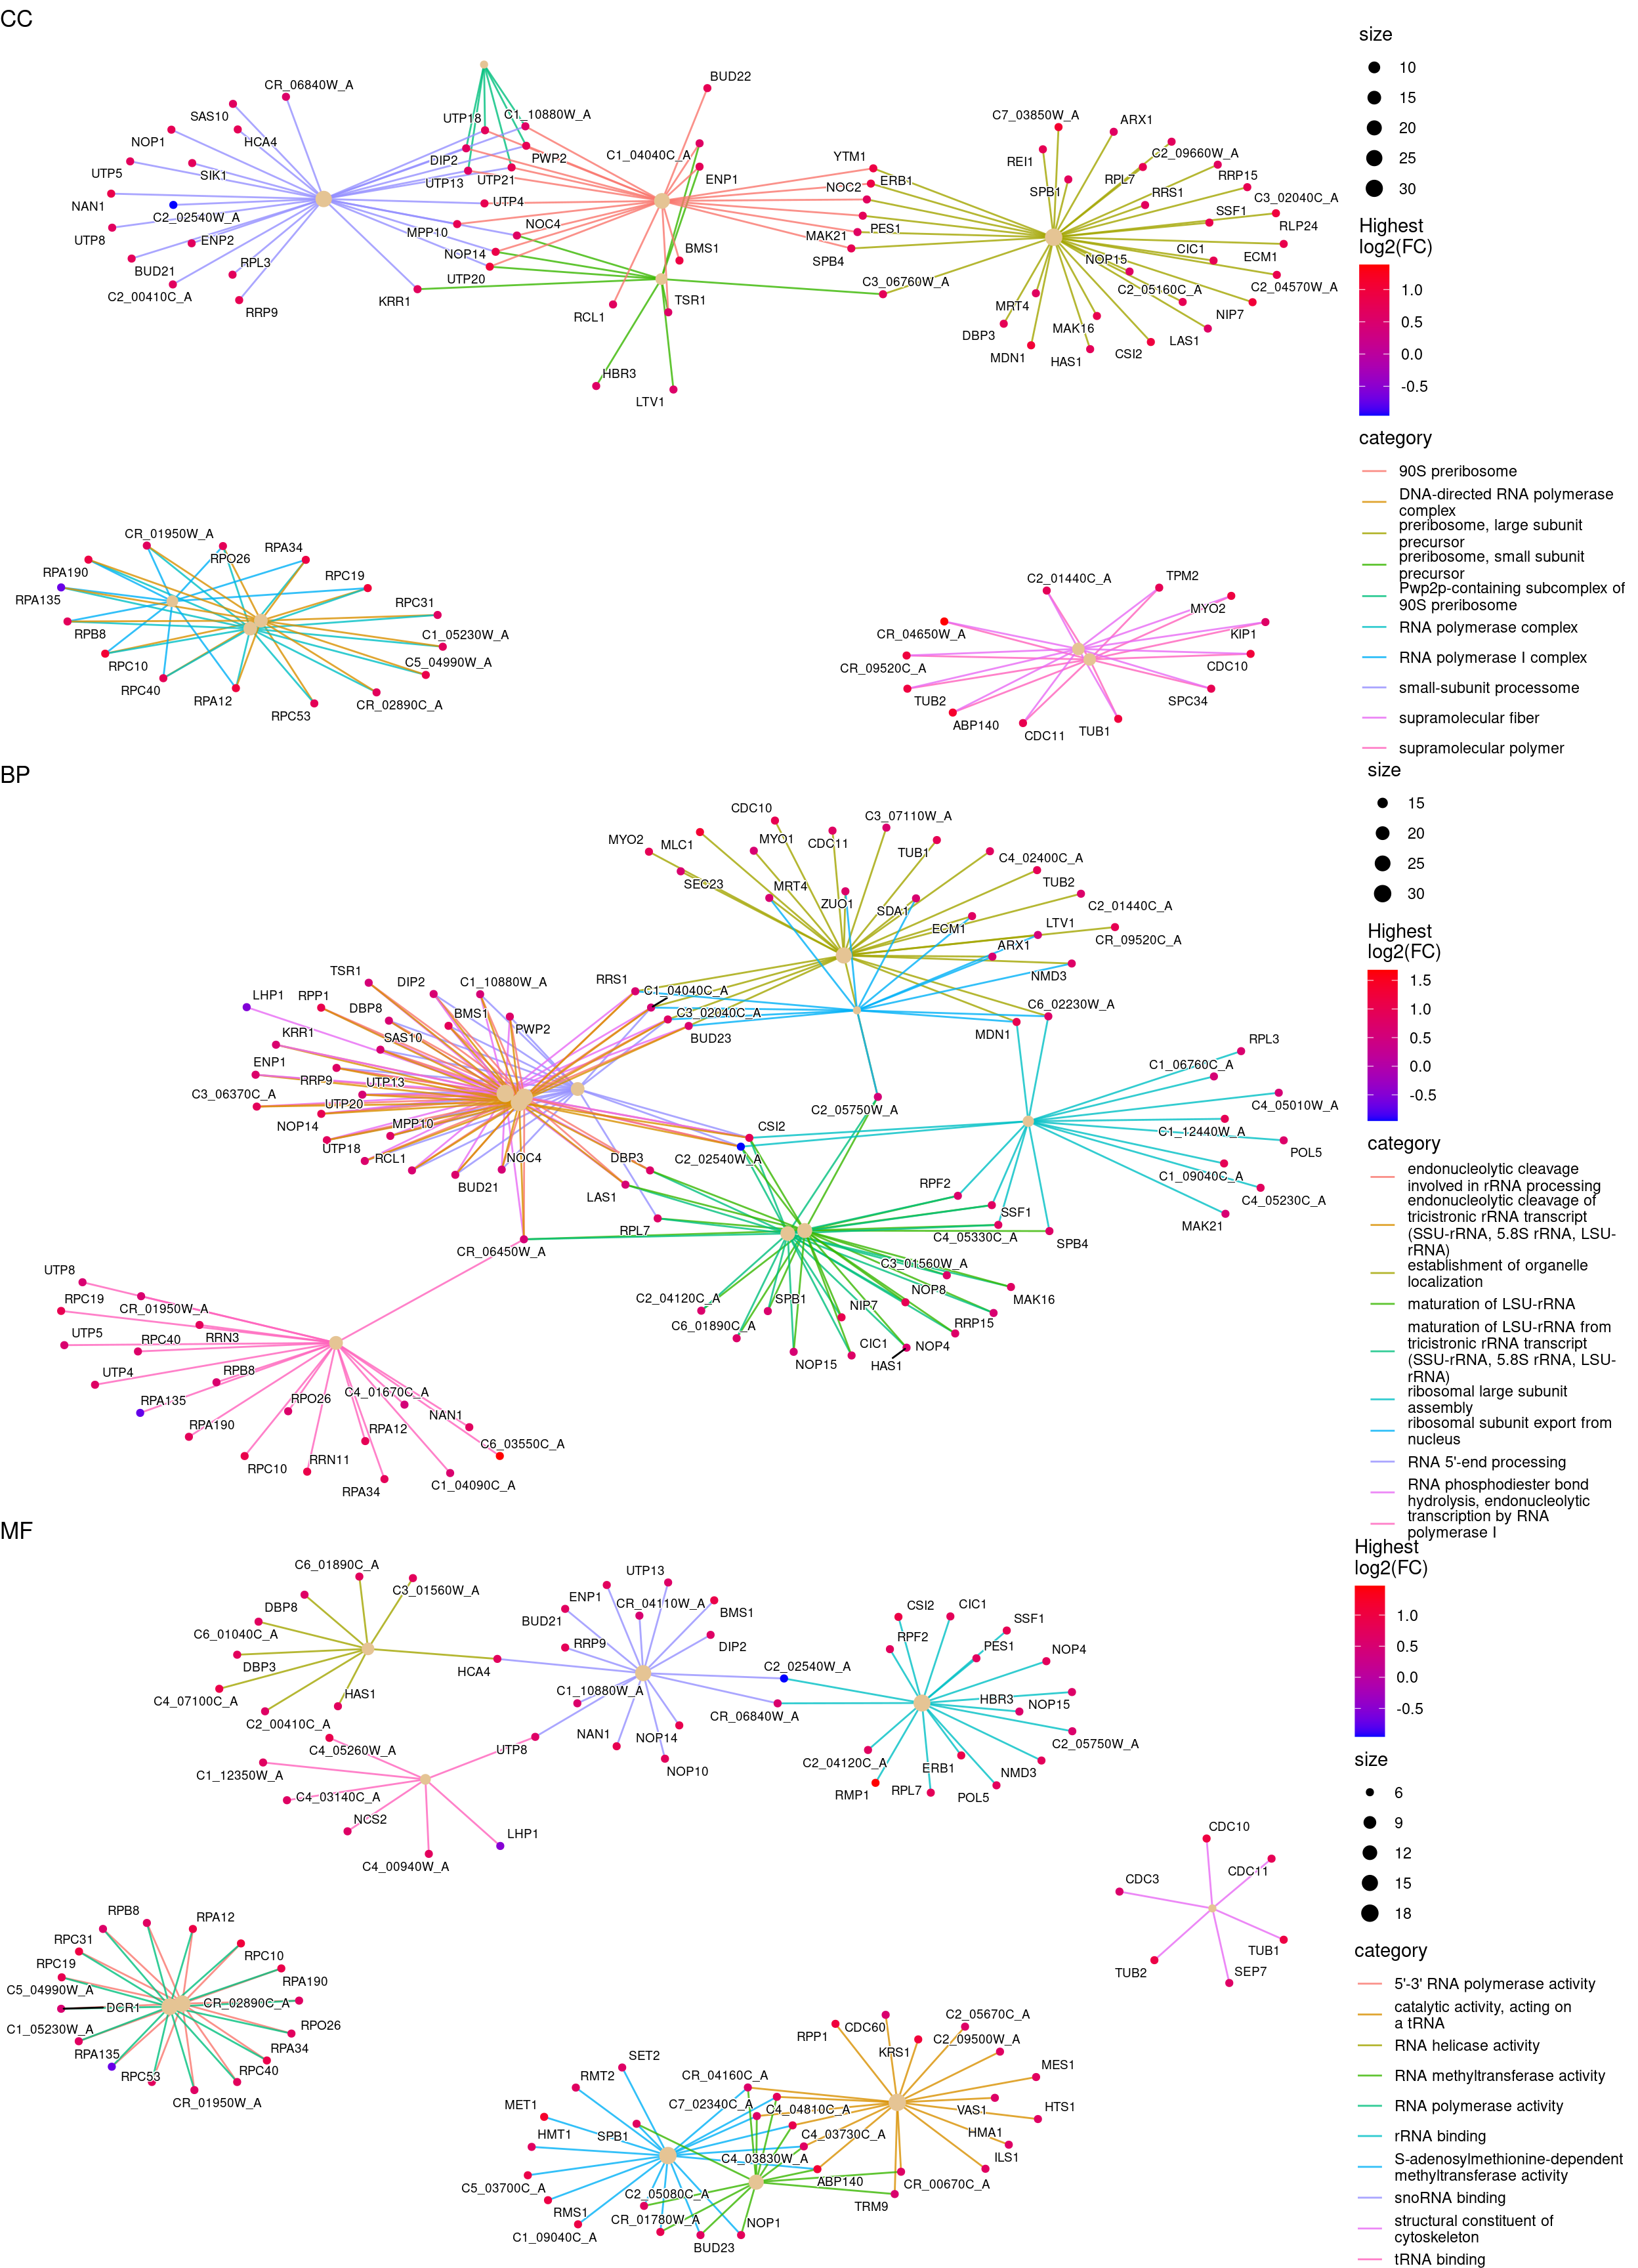 CC
BUD22
CR_06840W_A
SAS10
UTP18
C1_10880W_A
C7_03850W_A
ARX1
NOP1
HCA4
DIP2
PWP2
C1_04040C_A
YTM1
REI1
C2_09660W_A
UTP5
SIK1
UTP13
UTP21
ENP1
NOC2
ERB1
SPB1
RPL7
RRP15
RRS1
C3_02040C_A
NAN1
C2_02540W_A
UTP4
SSF1
RLP24
UTP8
ENP2
MPP10
NOC4
MAK21
PES1
CIC1
ECM1
BUD21
RPL3
NOP14
BMS1
SPB4
NOP15
C2_00410C_A
UTP20
C3_06760W_A
C2_05160C_A
C2_04570W_A
RRP9
KRR1
RCL1
TSR1
MRT4
NIP7
DBP3
MAK16
LAS1
MDN1
HAS1
CSI2
HBR3
LTV1
CR_01950W_A
RPO26
RPA34
RPA190
RPC19
RPA135
RPC31
RPB8
C1_05230W_A
RPC10
C5_04990W_A
RPC40
RPA12
CR_02890C_A
RPC53
C2_01440C_A
TPM2
MYO2
CR_04650W_A
KIP1
CR_09520C_A
CDC10
TUB2
SPC34
ABP140
CDC11
TUB1
size
10
15
20
25
30
Highest
log2(FC)
1.0
0.5
0.0
-0.5
category
90S preribosome
DNA-directed RNA polymerase
complex
preribosome, large subunit
precursor
preribosome, small subunit
precursor
Pwp2p-containing subcomplex of
90S preribosome
RNA polymerase complex
RNA polymerase I complex
small-subunit processome
supramolecular fiber
supramolecular polymer
BP
CDC10
C3_07110W_A
MYO2
MLC1
MYO1
CDC11
TUB1
C4_02400C_A
SEC23
MRT4
TUB2
ZUO1
SDA1
C2_01440C_A
ECM1
LTV1
CR_09520C_A
ARX1
NMD3
TSR1
DIP2
C1_10880W_A
RRS1
C1_04040C_A
LHP1
RPP1
DBP8
BMS1
C3_02040C_A
C6_02230W_A
KRR1
SAS10
PWP2
BUD23
MDN1
RPL3
ENP1
RRP9
UTP13
C1_06760C_A
C3_06370C_A
UTP20
C2_05750W_A
C4_05010W_A
NOP14
MPP10
CSI2
C1_12440W_A
UTP18
RCL1
NOC4
DBP3
C2_02540W_A
POL5
BUD21
LAS1
RPF2
C1_09040C_A
C4_05230C_A
RPL7
SSF1
MAK21
CR_06450W_A
C4_05330C_A
SPB4
UTP8
C3_01560W_A
RPC19
CR_01950W_A
C2_04120C_A
SPB1
NIP7
NOP8
MAK16
UTP5
RPC40
RRN3
C6_01890C_A
RRP15
CIC1
NOP4
NOP15
HAS1
UTP4
RPB8
RPA135
RPO26
C4_01670C_A
NAN1
RPA190
RPA12
C6_03550C_A
RPC10
RRN11
RPA34
C1_04090C_A
size
15
20
25
30
Highest
log2(FC)
1.5
1.0
0.5
0.0
-0.5
category
endonucleolytic cleavage
involved in rRNA processing
endonucleolytic cleavage of
tricistronic rRNA transcript
(SSU-rRNA, 5.8S rRNA, LSU-
rRNA)
establishment of organelle
localization
maturation of LSU-rRNA
maturation of LSU-rRNA from
tricistronic rRNA transcript
(SSU-rRNA, 5.8S rRNA, LSU-
rRNA)
ribosomal large subunit
assembly
ribosomal subunit export from
nucleus
RNA 5'-end processing
RNA phosphodiester bond
hydrolysis, endonucleolytic
transcription by RNA
polymerase I
MF
C6_01890C_A
C3_01560W_A
UTP13
DBP8
ENP1
CR_04110W_A
BMS1
CSI2
CIC1
SSF1
C6_01040C_A
BUD21
RRP9
DIP2
RPF2
PES1
NOP4
DBP3
HCA4
C2_02540W_A
C4_07100C_A
HAS1
C1_10880W_A
CR_06840W_A
HBR3
NOP15
C2_00410C_A
NAN1
NOP14
C2_05750W_A
C4_05260W_A
UTP8
NOP10
C2_04120C_A
ERB1
NMD3
C1_12350W_A
C4_03140C_A
RMP1
RPL7
POL5
NCS2
LHP1
C4_00940W_A
CDC10
CDC3
CDC11
TUB1
TUB2
SEP7
RPB8
RPA12
RPC31
RPC10
RPC19
RPA190
C5_04990W_A
DCR1
CR_02890C_A
C1_05230W_A
RPO26
RPA135
RPA34
RPC53
RPC40
CR_01950W_A
RPP1
CDC60
C2_05670C_A
KRS1
C2_09500W_A
SET2
RMT2
CR_04160C_A
MES1
MET1
C7_02340C_A
C4_04810C_A
VAS1
HTS1
HMT1
SPB1
C4_03730C_A
HMA1
C4_03830W_A
ILS1
C5_03700C_A
C2_05080C_A
ABP140
CR_00670C_A
RMS1
CR_01780W_A
NOP1
TRM9
C1_09040C_A
BUD23
Highest
log2(FC)
1.0
0.5
0.0
-0.5
size
6
9
12
15
18
category
5'-3' RNA polymerase activity
catalytic activity, acting on
a tRNA
RNA helicase activity
RNA methyltransferase activity
RNA polymerase activity
rRNA binding
S-adenosylmethionine-dependent
methyltransferase activity
snoRNA binding
structural constituent of
cytoskeleton
tRNA binding